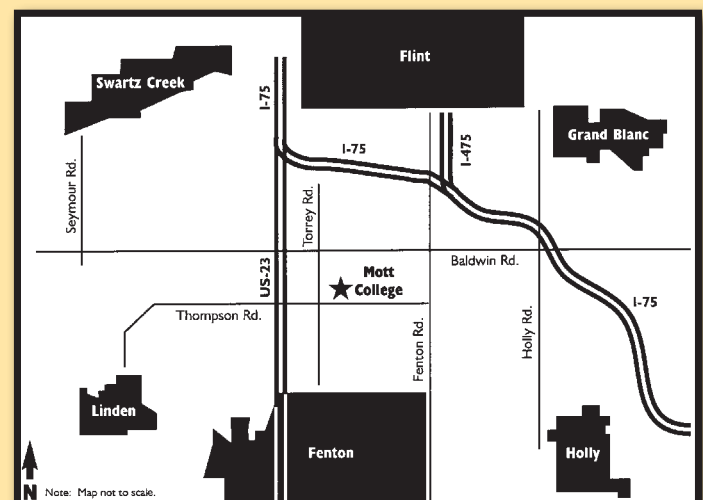 Flint
Swartz Creek
I-75
Grand Blanc
I-75
I-475
Seymour Rd.
Torrey Rd.
Baldwin Rd.
US-23
Mott
College
I-75
Thompson Rd.
Fenton Rd.
Holly Rd.
Linden
Fenton
Holly
N
Note: Map not to scale.